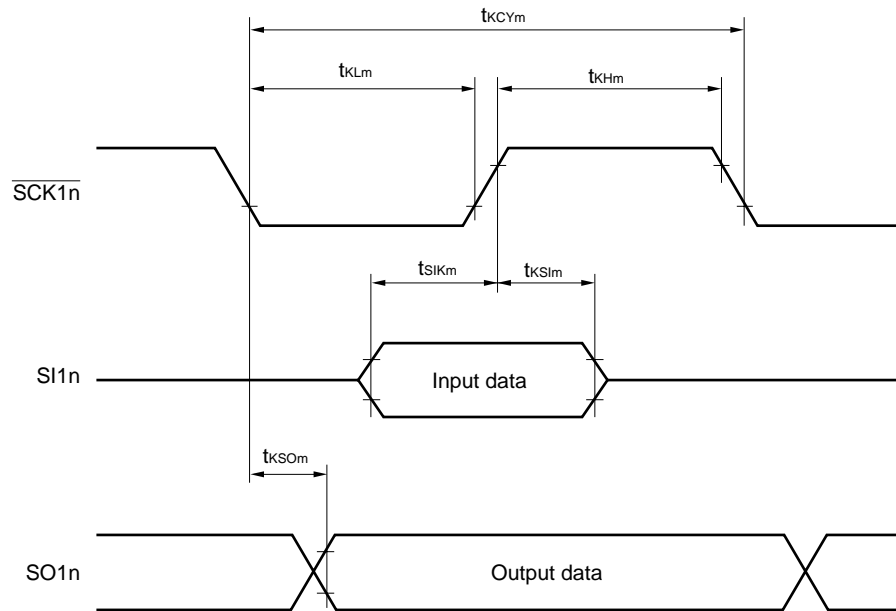 tKCYm
tKLm
tKHm
SCK1n
tSIKm
tKSIm
SI1n
Input data
tKSOm
SO1n
Output data